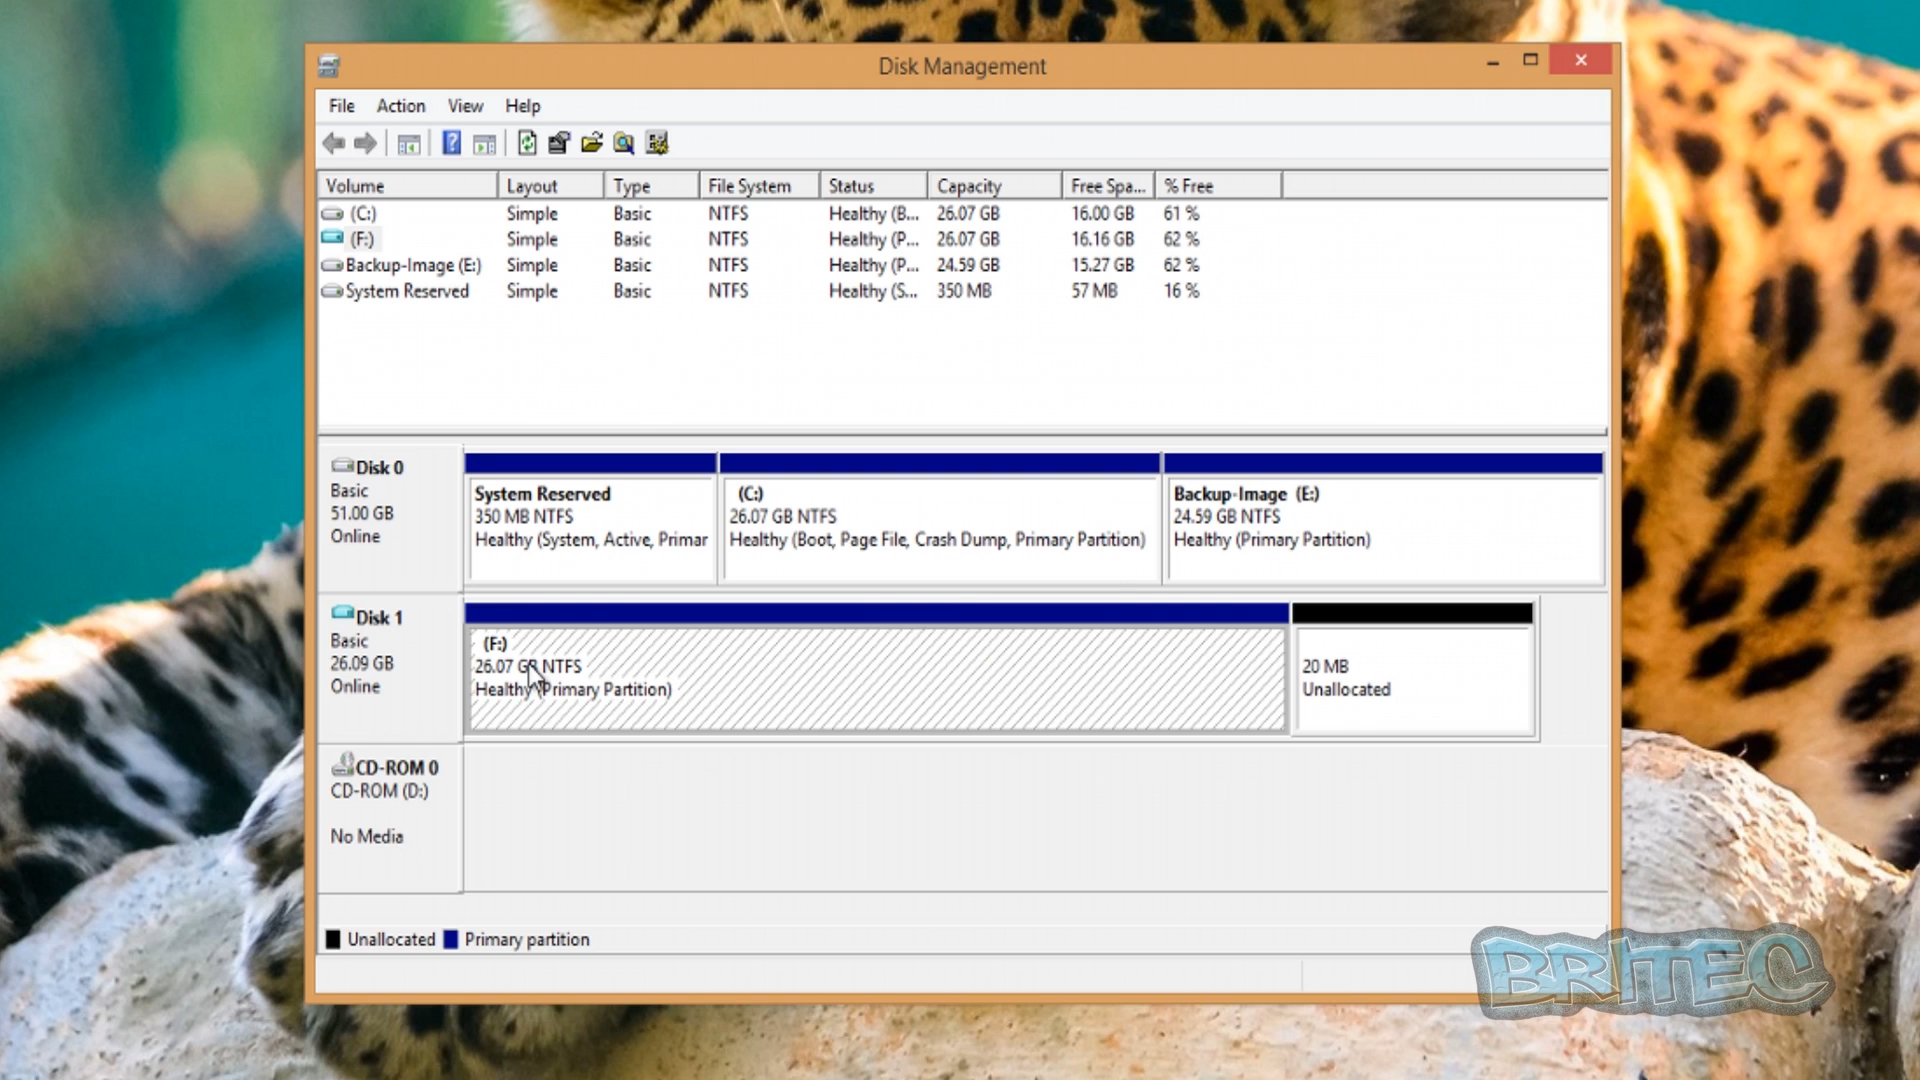 Disk Management
File Action View Help
Volume Layout Type File System Status Capacity Free Spa... % Free
(C:) Simple Basic NTFS Healthy (B... 26.07 GB 16.00 GB 61 %
(F:) Simple Basic NTFS Healthy (P... 26.07 GB 16.16 GB 62 %
Backup-Image (E:) Simple Basic NTFS Healthy (P... 24.59 GB 15.27 GB 62 %
System Reserved Simple Basic NTFS Healthy (S... 350 MB 57 MB 16 %
Disk 0
Basic
51.00 GB
Online
System Reserved
350 MB NTFS
Healthy (System, Active, Primar
(C:)
26.07 GB NTFS
Healthy (Boot, Page File, Crash Dump, Primary Partition)
Backup-Image (E:)
24.59 GB NTFS
Healthy (Primary Partition)
Disk 1
Basic
26.09 GB
Online
(F:)
26.07 GB NTFS
Healthy (Primary Partition)
20 MB
Unallocated
CD-ROM 0
CD-ROM (D:)
No Media
Unallocated Primary partition
BRITEC